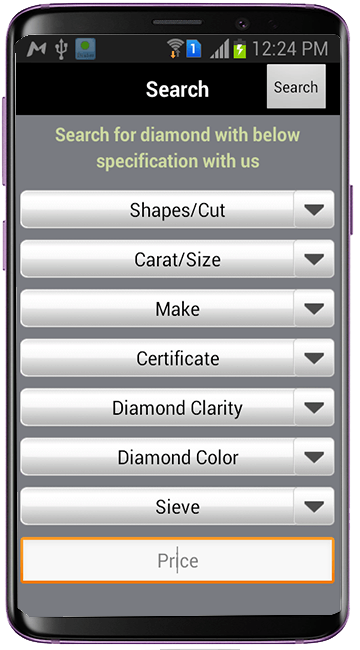 1 12:24 PM
Search
Search
Search for diamond with below
specification with us
Shapes/Cut
Carat/Size
Make
Certificate
Diamond Clarity
Diamond Color
Sieve
Price